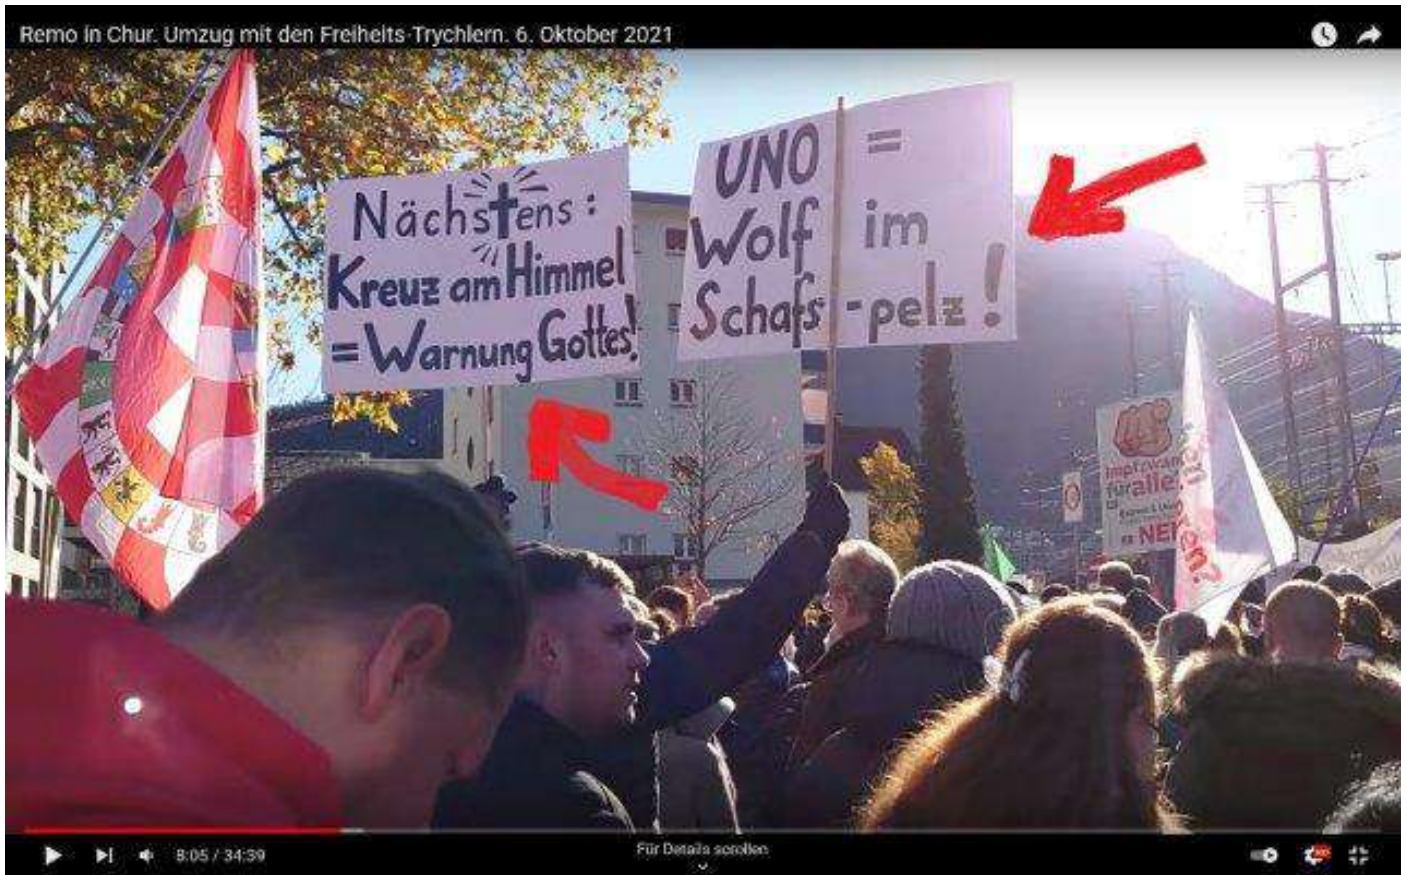 Remo in Chur. Umzug mit den Freiheits-Trychlern. 6. Oktober 2021
Nächstens:
Kreuz am Himmel
= Warnung Gottes!
UNO =
Wolf im
Schafs-pelz!
Impfzwang
für alle
NEIN
8:05 / 34:39
Für Details scrollen